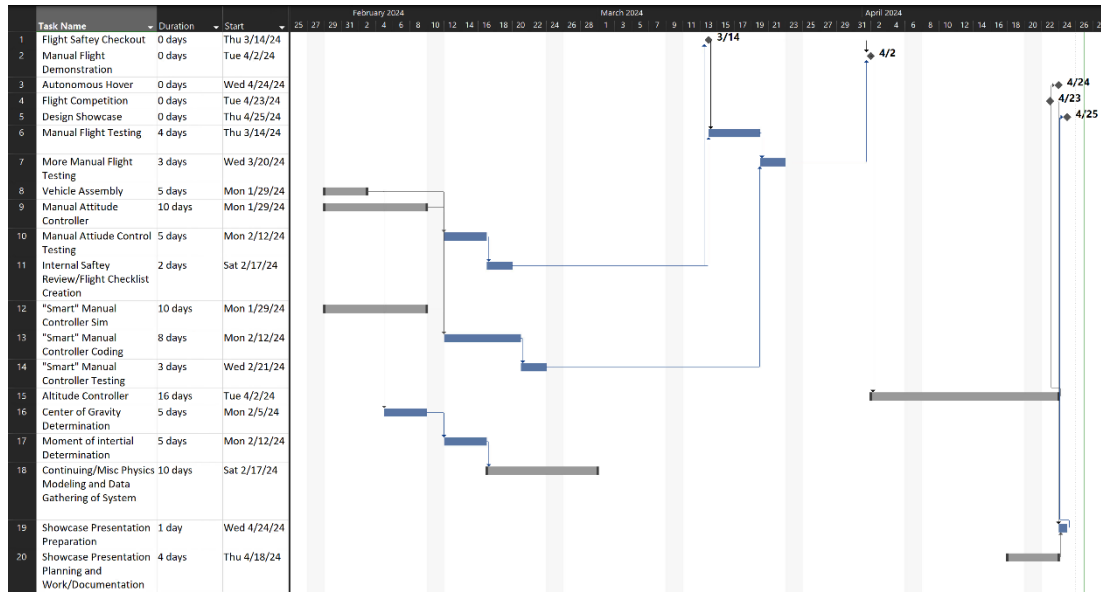 February 2024 March 2024 April 2024
Task Name Duration Start 25 27 29 31 2 4 6 8 10 12 14 16 18 20 22 24 26 28 1 3 5 7 9 11 13 15 17 19 21 23 25 27 29 31 2 4 6 8 10 12 14 16 18 20 22 24 26 2
1 Flight Saftey Checkout 0 days Thu 3/14/24 3/14
2 Manual Flight 0 days Tue 4/2/24 4/2
Demonstration
3 Autonomous Hover 0 days Wed 4/24/24 4/24
4 Flight Competition 0 days Tue 4/23/24 4/23
5 Design Showcase 0 days Thu 4/25/24 4/25
6 Manual Flight Testing 4 days Thu 3/14/24
7 More Manual Flight 3 days Wed 3/20/24
Testing
8 Vehicle Assembly 5 days Mon 1/29/24
9 Manual Attitude 10 days Mon 1/29/24
Controller
10 Manual Attiude Control 5 days Mon 2/12/24
Testing
11 Internal Saftey 2 days Sat 2/17/24
Review/Flight Checklist
Creation
12 "Smart" Manual 10 days Mon 1/29/24
Controller Sim
13 "Smart" Manual 8 days Mon 2/12/24
Controller Coding
14 "Smart" Manual 3 days Wed 2/21/24
Controller Testing
15 Altitude Controller 16 days Tue 4/2/24
16 Center of Gravity 5 days Mon 2/5/24
Determination
17 Moment of intertial 5 days Mon 2/12/24
Determination
18 Continuing/Misc Physics 10 days Sat 2/17/24
Modeling and Data
Gathering of System
19 Showcase Presentation 1 day Wed 4/24/24
Preparation
20 Showcase Presentation 4 days Thu 4/18/24
Planning and
Work/Documentation